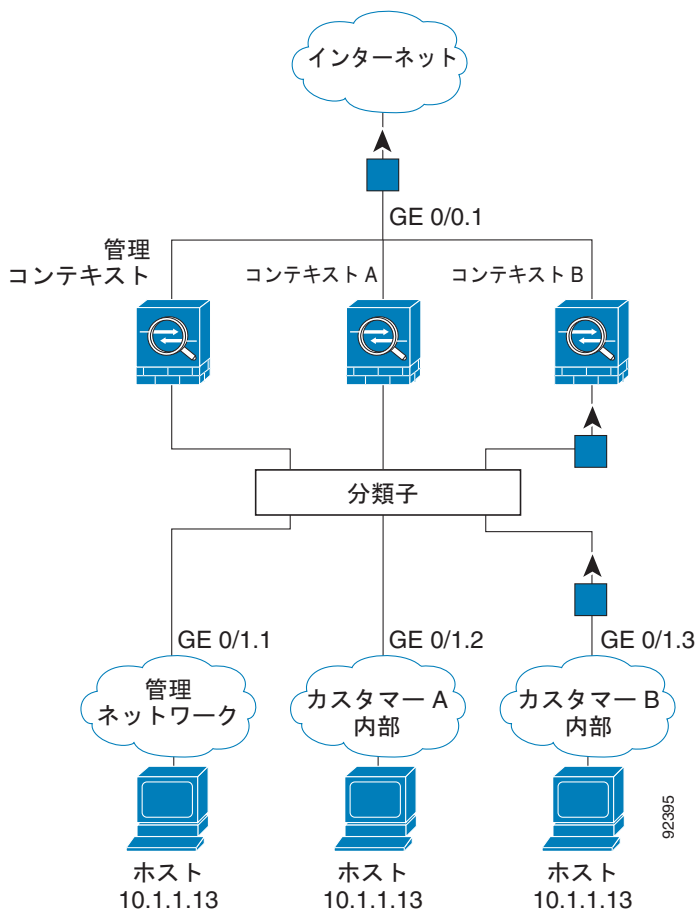 インターネット
GE 0/0.1
管理
コンテキスト
コンテキスト A
コンテキスト B
分類子
GE 0/1.1
GE 0/1.2
GE 0/1.3
管理
ネットワーク
カスタマー A
内部
カスタマー B
内部
ホスト
10.1.1.13
ホスト
10.1.1.13
ホスト
10.1.1.13
92395